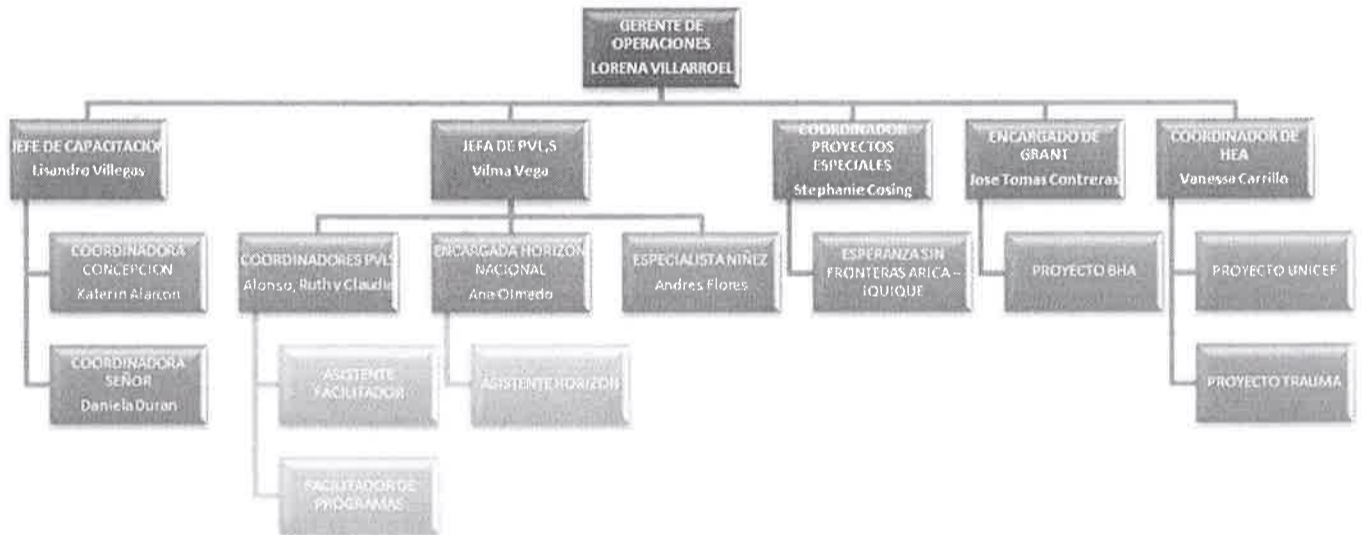 GERENTE DE
OPERACIONES
LORENA VILLARROEL
JEFE DE CAPACITACION
Lisandro Villegas
JEFA DE PVL,S
Vilma Vega
COORDINADOR
PROYECTOS
ESPECIALES
Stephanie Cosing
ENCARGADO DE
GRANT
Jose Tomas Contreras
COORDINADOR DE
HEA
Vanessa Carrillo
COORDINADORA
CONCEPCION
Katerin Alarcon
COORDINADORES PVLS
Alonso, Ruth y Claudia
ENCARGADA HORIZON
NACIONAL
Ana Olmedo
ESPECIALISTA NIÑEZ
Andres Flores
ESPERANZA SIN
FRONTERAS ARICA –
IQUIQUE
PROYECTO BHA
PROYECTO UNICEF
COORDINADORA
SEÑOR
Daniela Duran
ASISTENTE
FACILITADOR
ASISTENTE HORIZON
PROYECTO TRAUMA
FACILITADOR DE
PROGRAMAS